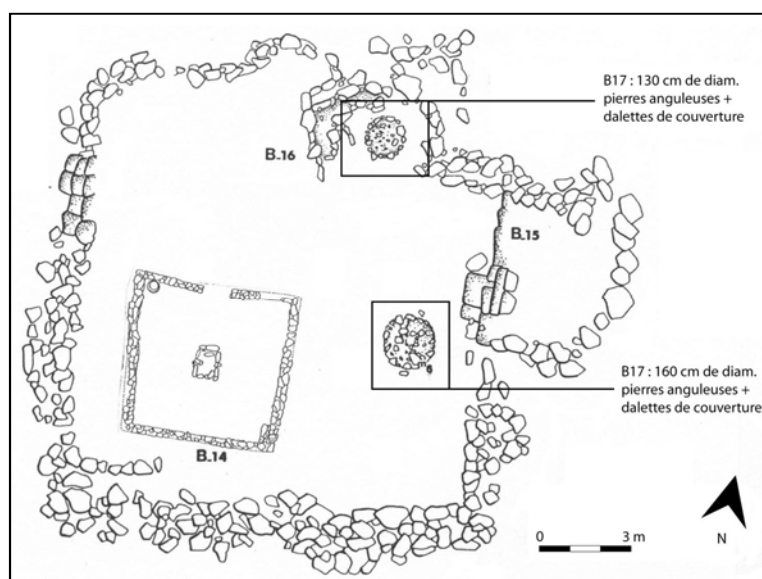 B17 : 130 cm de diam.
pierres anguleuses +
dalettes de couverture
B.16
B.15
B17 : 160 cm de diam.
pierres anguleuses +
dalettes de couverture
B.14
0 3 m
N